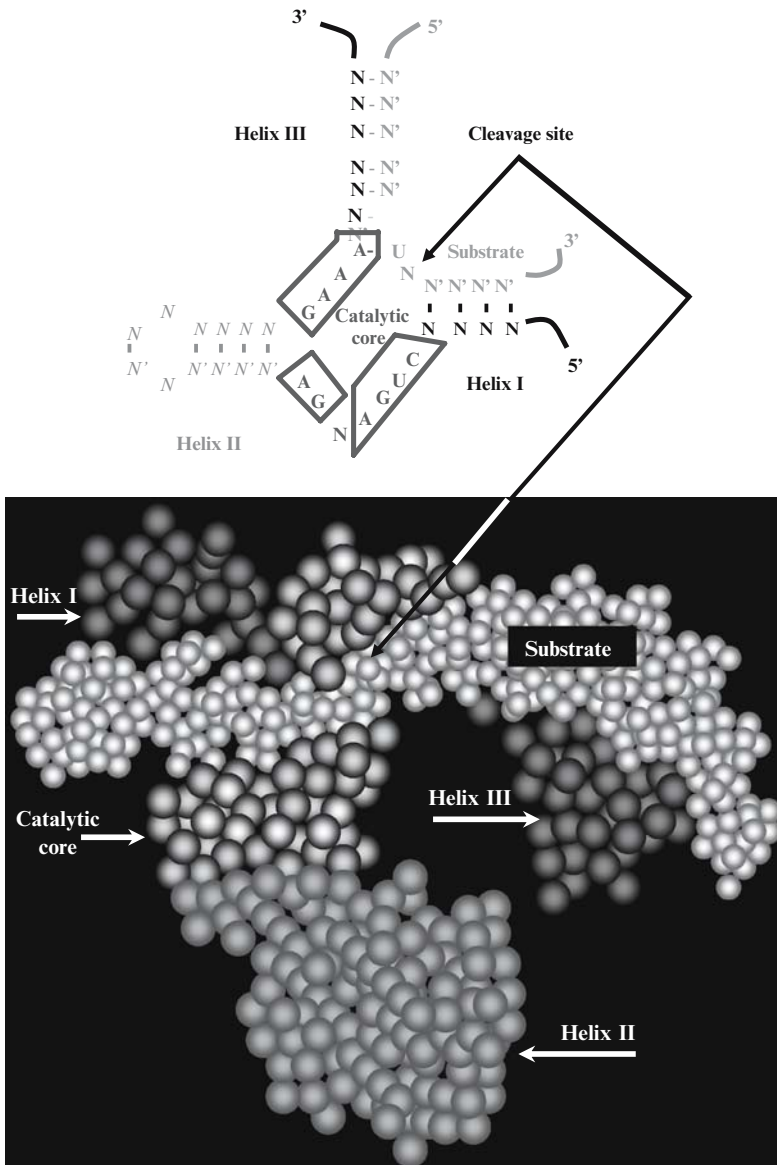 3’ 5’
N - N’
N - N’
Helix III N - N’ Cleavage site
N - N’
N - N’
N -
N’
A- U Substrate 3’
A N
A N’ N’ N’ N’
G Catalytic
core
N N N N N N N N
N N’ N’ N’ N’ N’ N A G C U G A N
5’
Helix I
Helix II
Helix I
Substrate
Helix III
Catalytic
core
Helix II